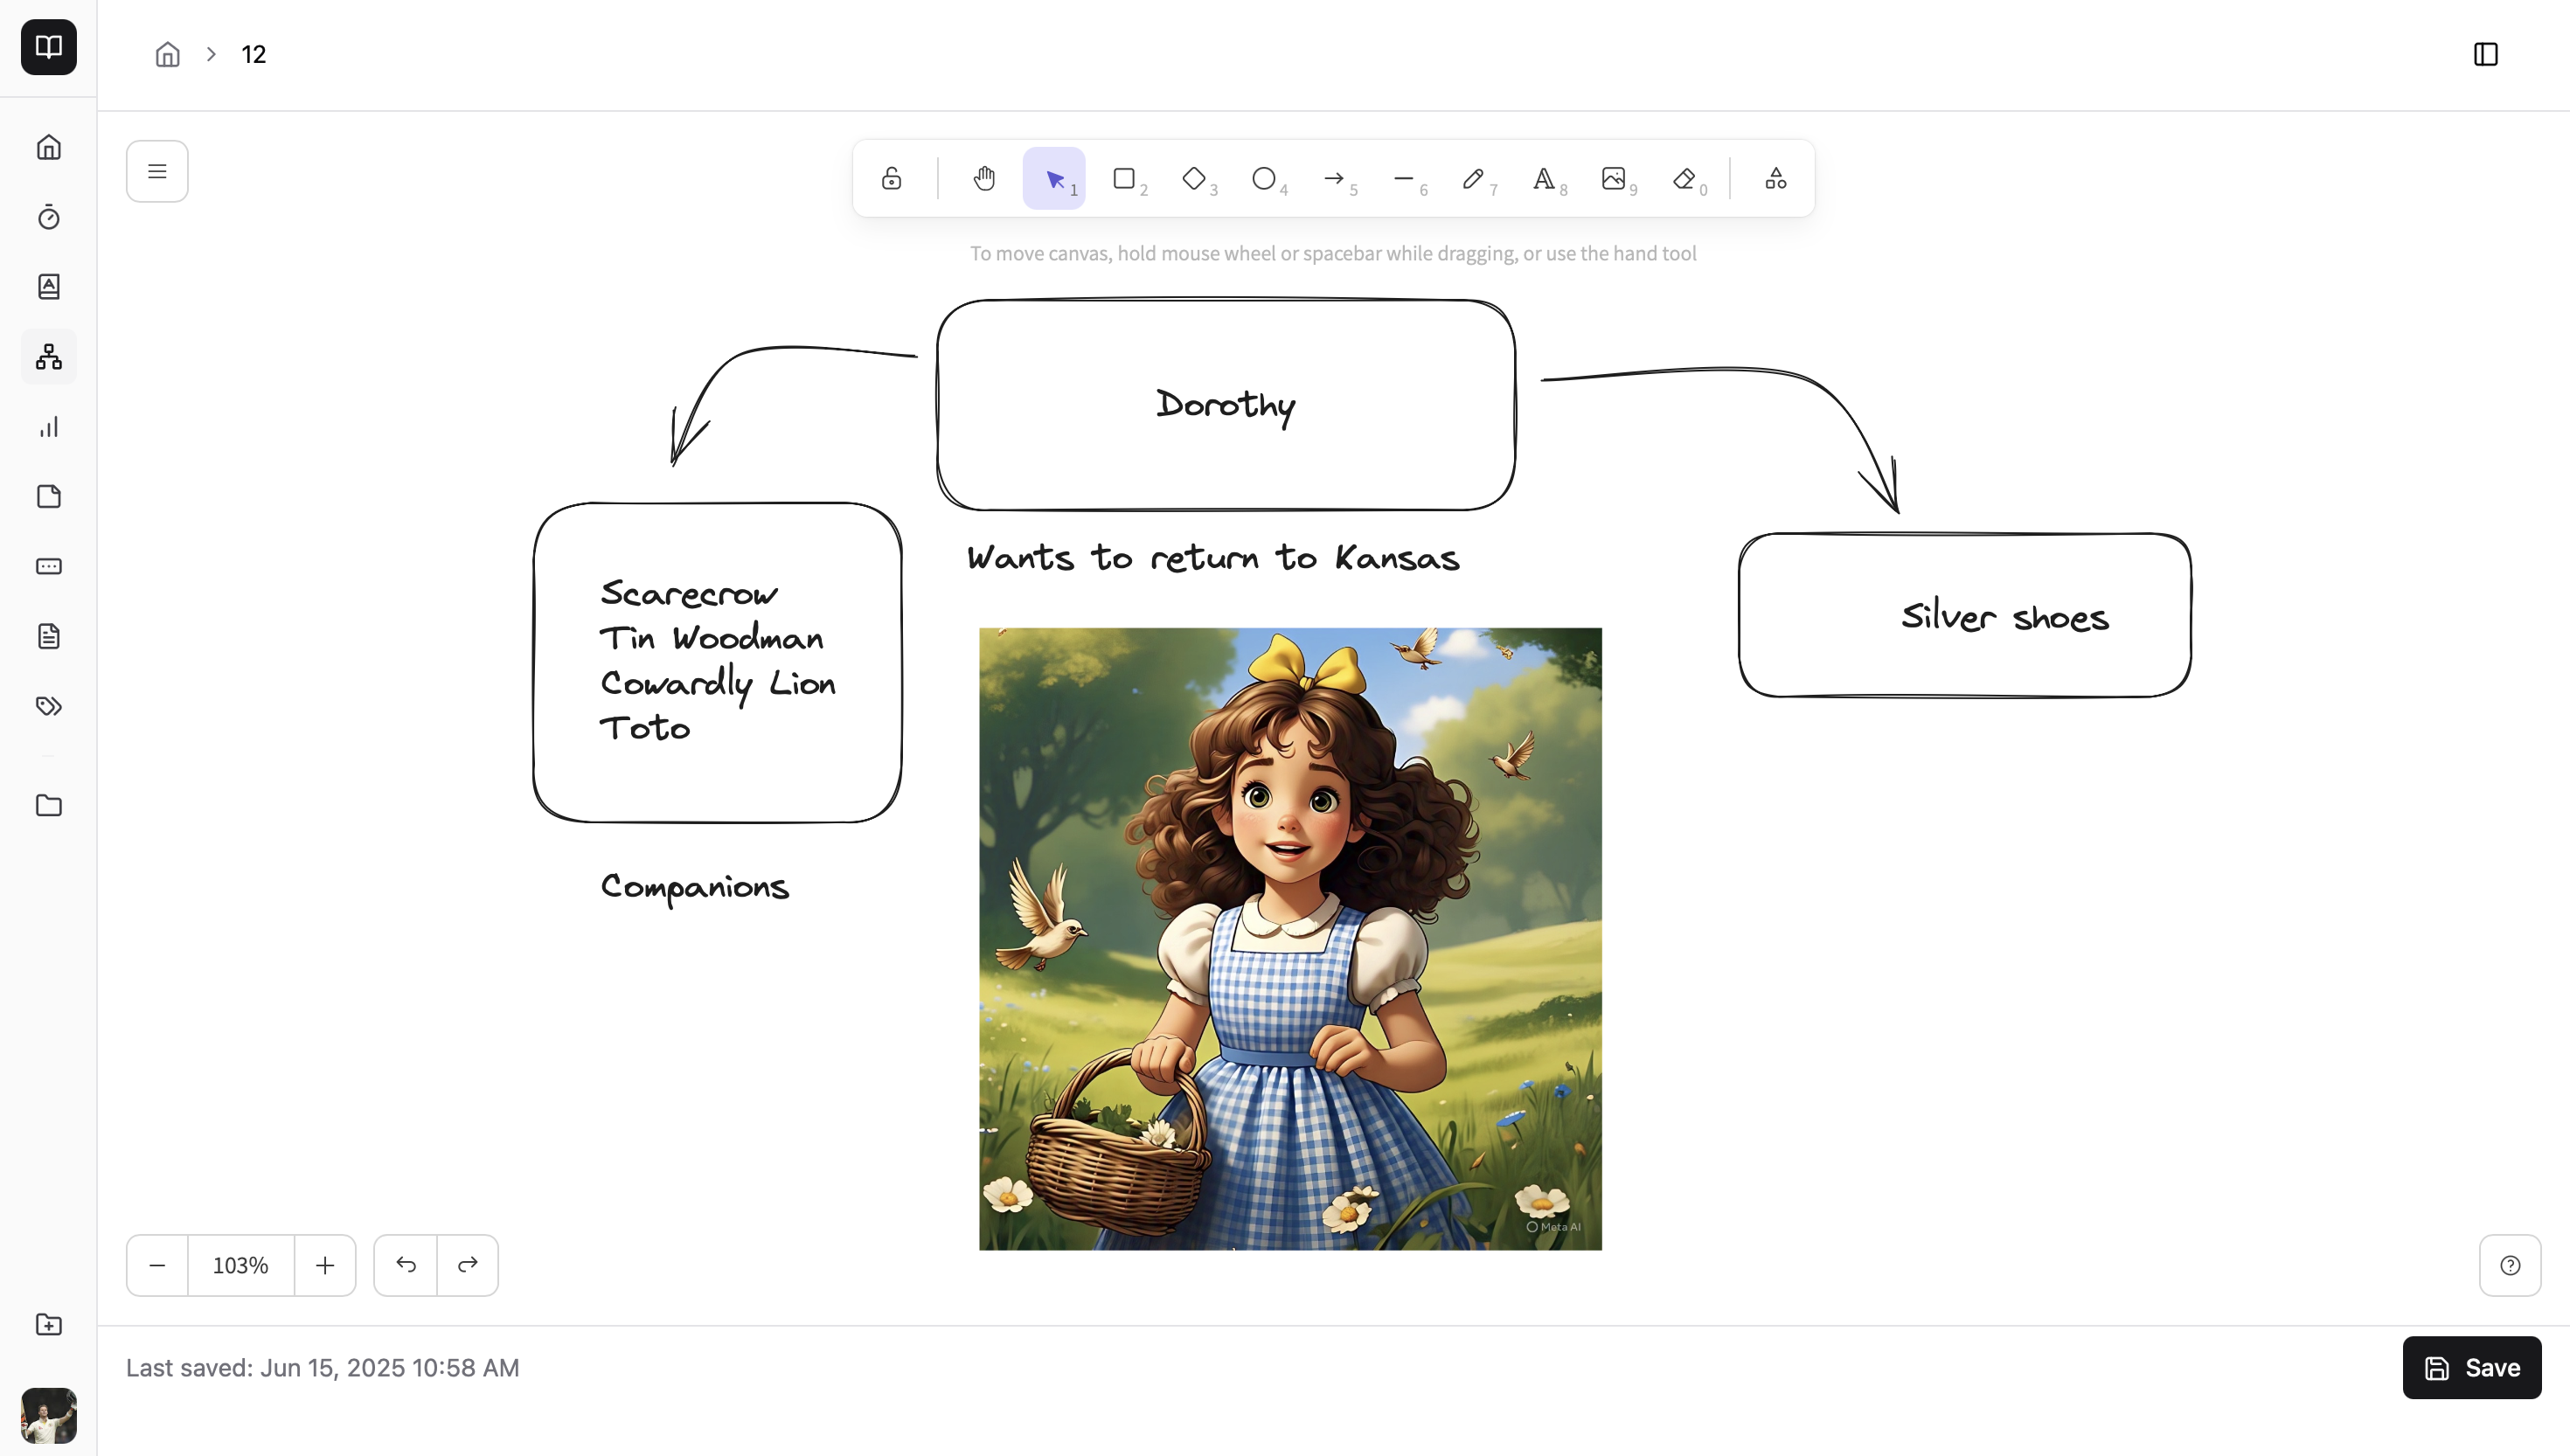 12
1
2
3
4
5
6
7
8
9
0
To move canvas, hold mouse wheel or spacebar while dragging, or use the hand tool
Dorothy
Wants to return to Kansas
Scarecrow
Tin Woodman
Cowardly Lion
Toto
Silver shoes
Companions
Meta AI
103%
Last saved: Jun 15, 2025 10:58 AM
Save